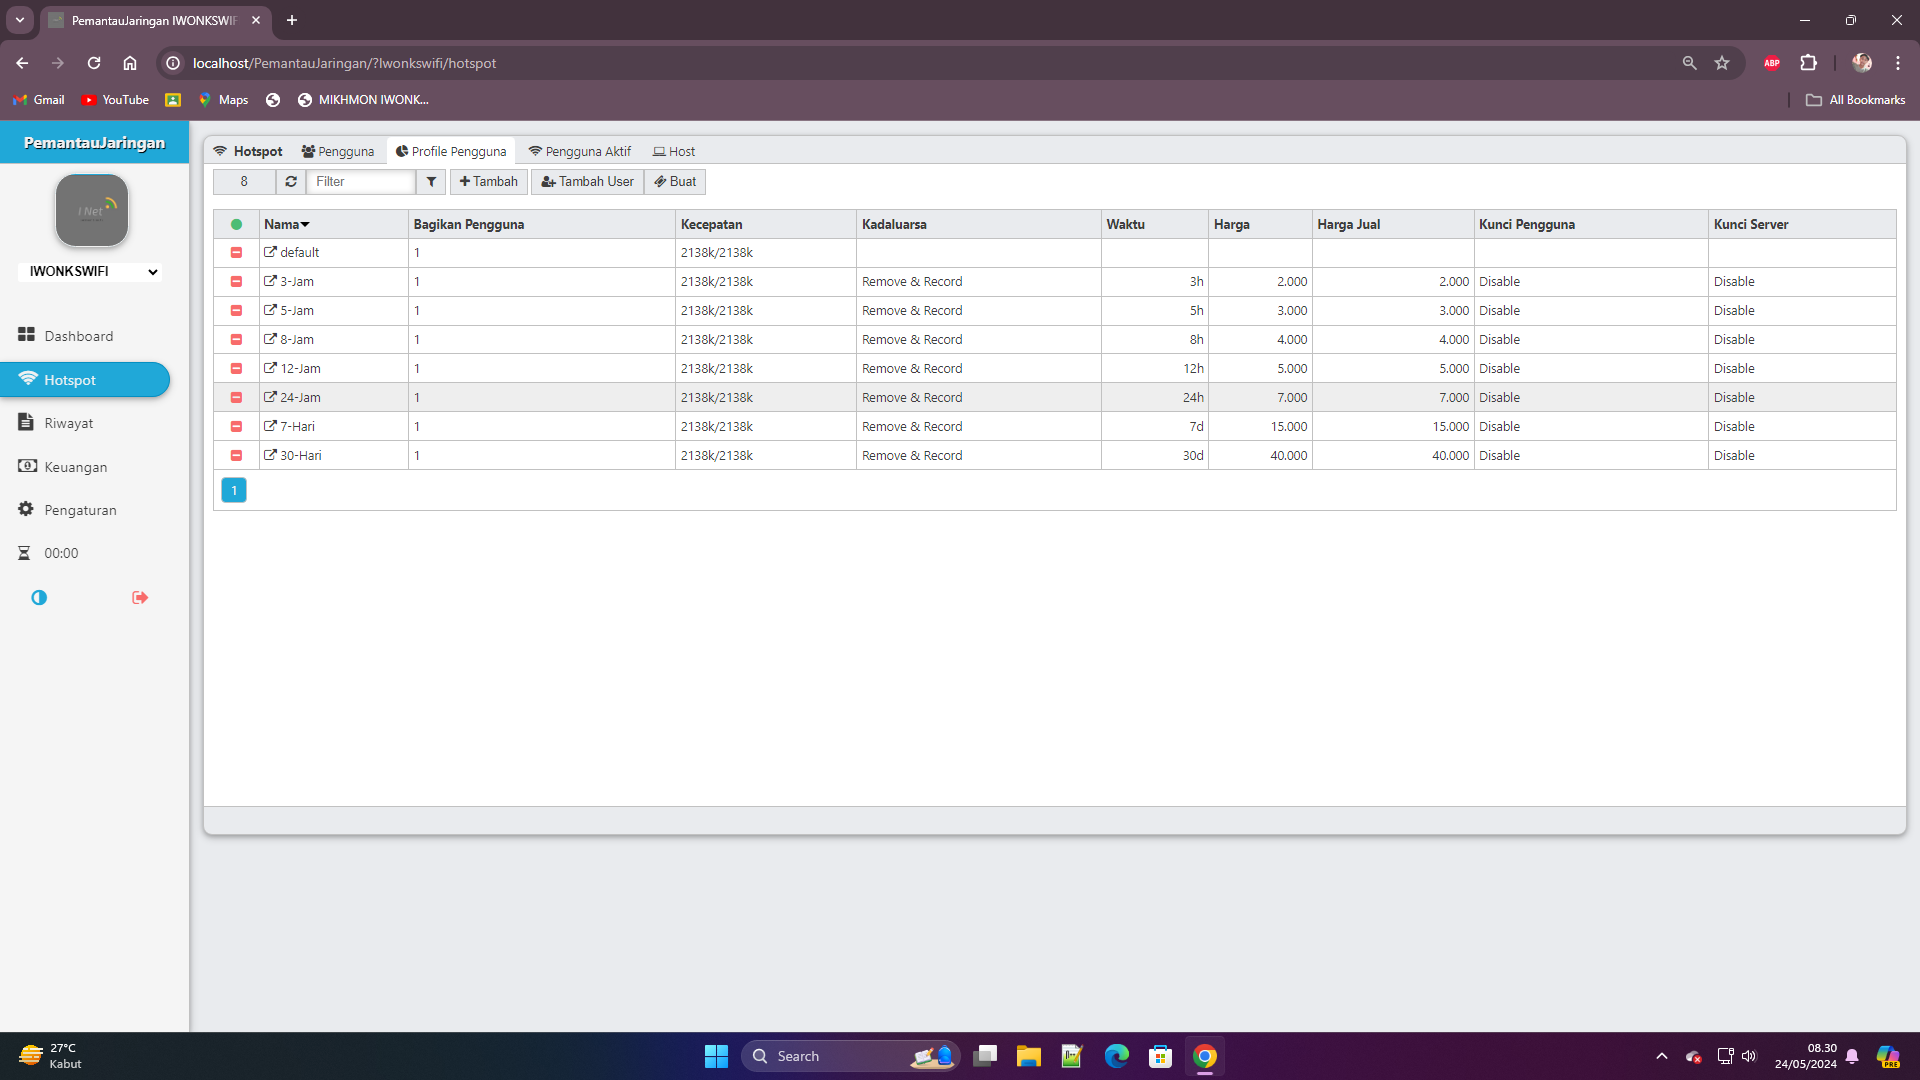 PemantauJaringan IWONKSWIF
localhost/PemantauJaringan/?Iwonkswifi/hotspot
ABP
Gmail YouTube Maps MIKHMON IWONK... All Bookmarks
PemantauJaringan
I Net
IWONKSWIFI
Dashboard
Hotspot
Riwayat
Keuangan
Pengaturan
00:00
Hotspot Pengguna Profile Pengguna Pengguna Aktif Host
8 Filter Tambah Tambah User Buat
Nama Bagikan Pengguna Kecepatan Kadaluarsa Waktu Harga Harga Jual Kunci Pengguna Kunci Server
default 1 2138k/2138k
3-Jam 1 2138k/2138k Remove & Record 3h 2.000 2.000 Disable Disable
5-Jam 1 2138k/2138k Remove & Record 5h 3.000 3.000 Disable Disable
8-Jam 1 2138k/2138k Remove & Record 8h 4.000 4.000 Disable Disable
12-Jam 1 2138k/2138k Remove & Record 12h 5.000 5.000 Disable Disable
24-Jam 1 2138k/2138k Remove & Record 24h 7.000 7.000 Disable Disable
7-Hari 1 2138k/2138k Remove & Record 7d 15.000 15.000 Disable Disable
30-Hari 1 2138k/2138k Remove & Record 30d 40.000 40.000 Disable Disable
1
27°C
Kabut
Search
08.30
24/05/2024
PRE